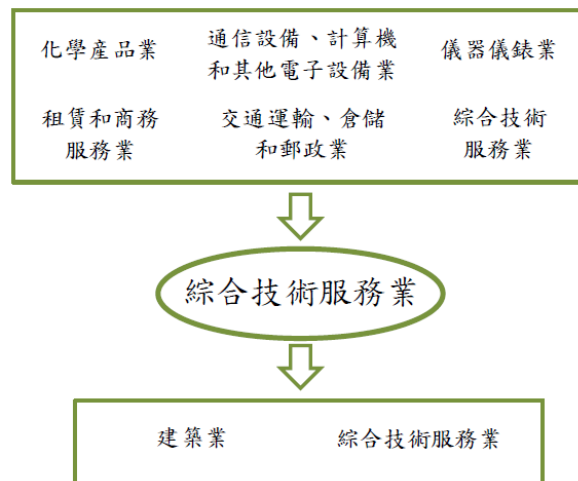 化學產品業
通信設備、計算機
和其他電子設備業
儀器儀錶業
租賃和商務
服務業
交通運輸、倉儲
和郵政業
綜合技術
服務業
綜合技術服務業
建築業
綜合技術服務業